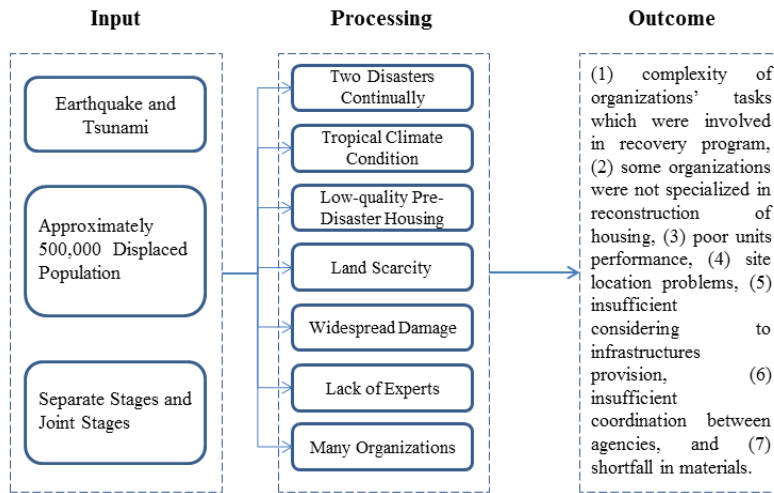 Input
Processing
Outcome
Earthquake and
Tsunami
Approximately
500,000 Displaced
Population
Separate Stages and
Joint Stages
Two Disasters
Continually
Tropical Climate
Condition
Low-quality Pre-
Disaster Housing
Land Scarcity
Widespread Damage
Lack of Experts
Many Organizations
(1) complexity of
organizations' tasks
which were involved
in recovery program,
(2) some organizations
were not specialized in
reconstruction of
housing, (3) poor units
performance, (4) site
location problems, (5)
insufficient
considering to
infrastructures
provision, (6)
insufficient
coordination between
agencies, and (7)
shortfall in materials.